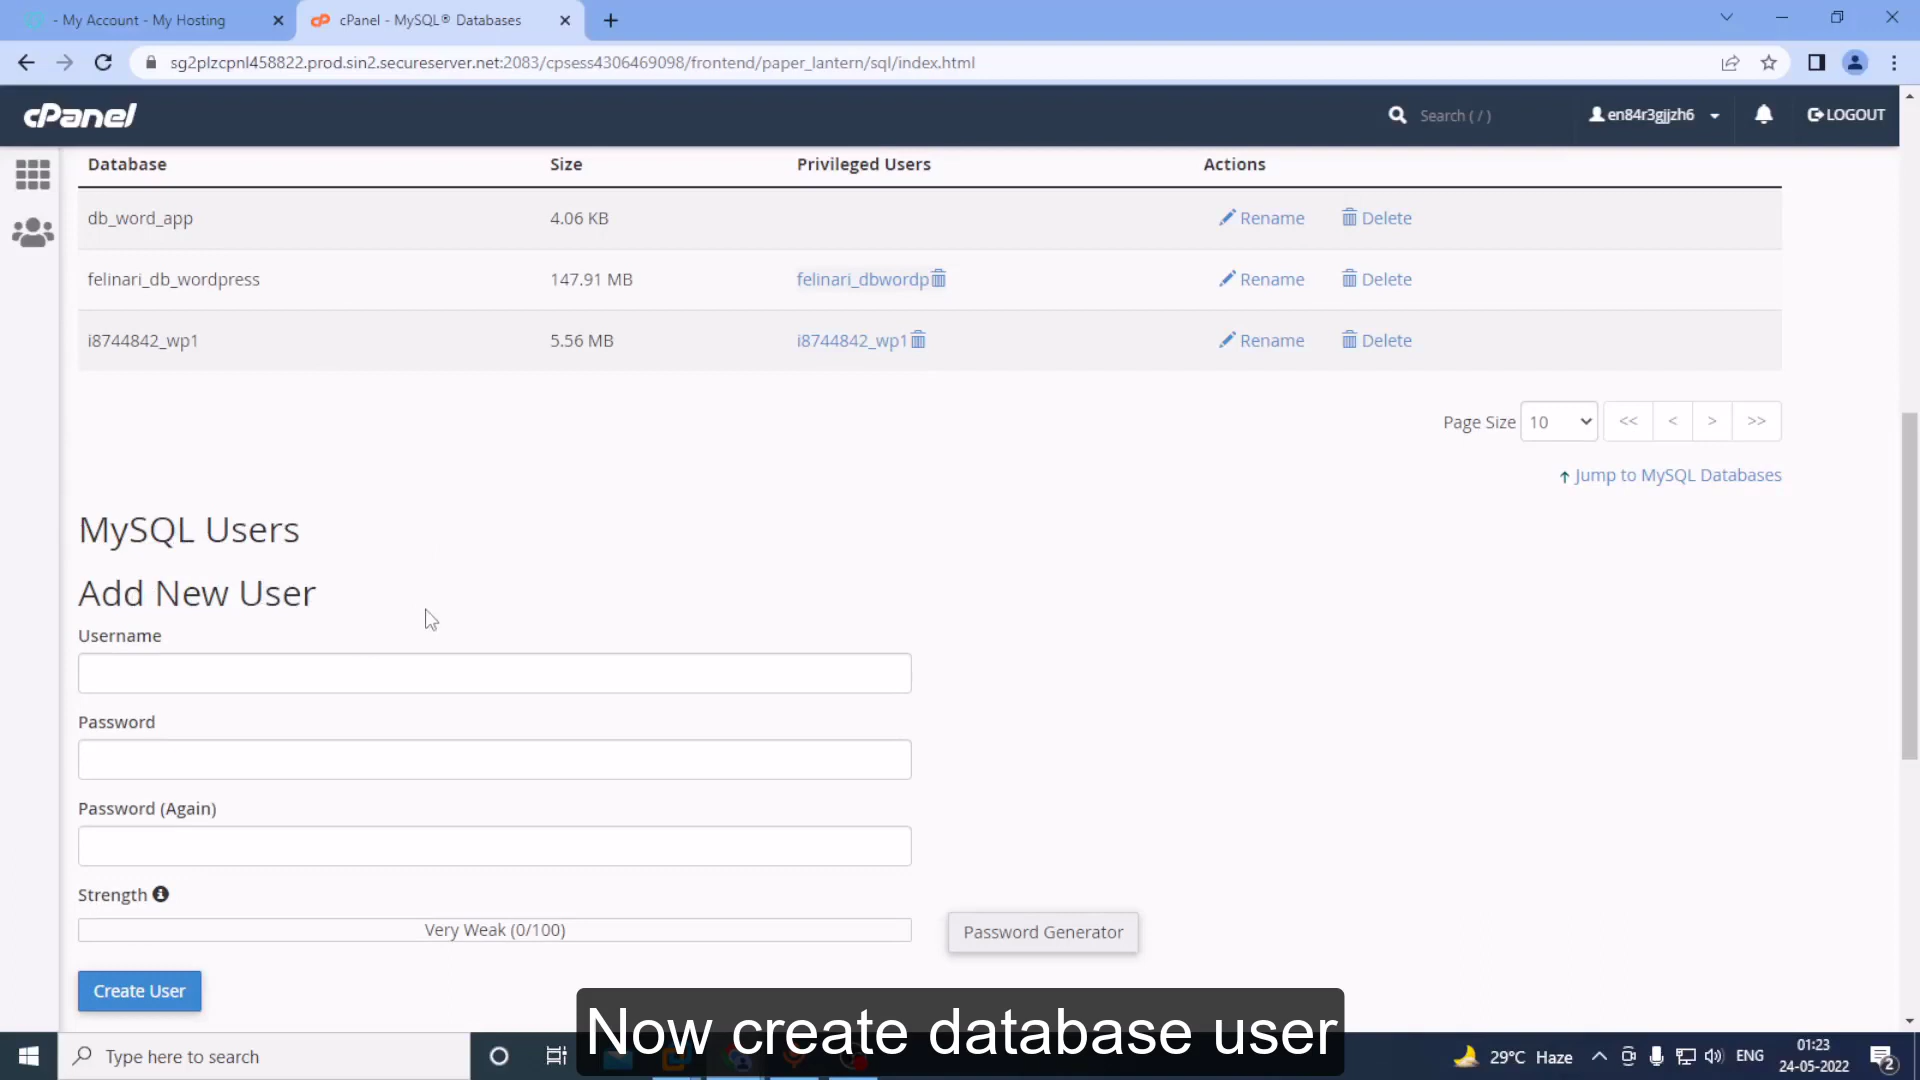 - My Account - My Hosting
cPanel - MySQL® Databases
sg2plzcpnl458822.prod.sin2.secureserver.net:2083/cpsess4306469098/frontend/paper_lantern/sql/index.html
cPanel
Search ( / )
en84r3gjjzh6
LOGOUT
Database Size Privileged Users Actions
db_word_app 4.06 KB Rename Delete
felinari_db_wordpress 147.91 MB felinari_dbwordp Rename Delete
i8744842_wp1 5.56 MB i8744842_wp1 Rename Delete
Page Size 10 << < > >>
Jump to MySQL Databases
MySQL Users
Add New User
Username
Password
Password (Again)
Strength
Very Weak (0/100)
Password Generator
Create User
Now create database user
Type here to search
29°C Haze
ENG
01:23
24-05-2022
2